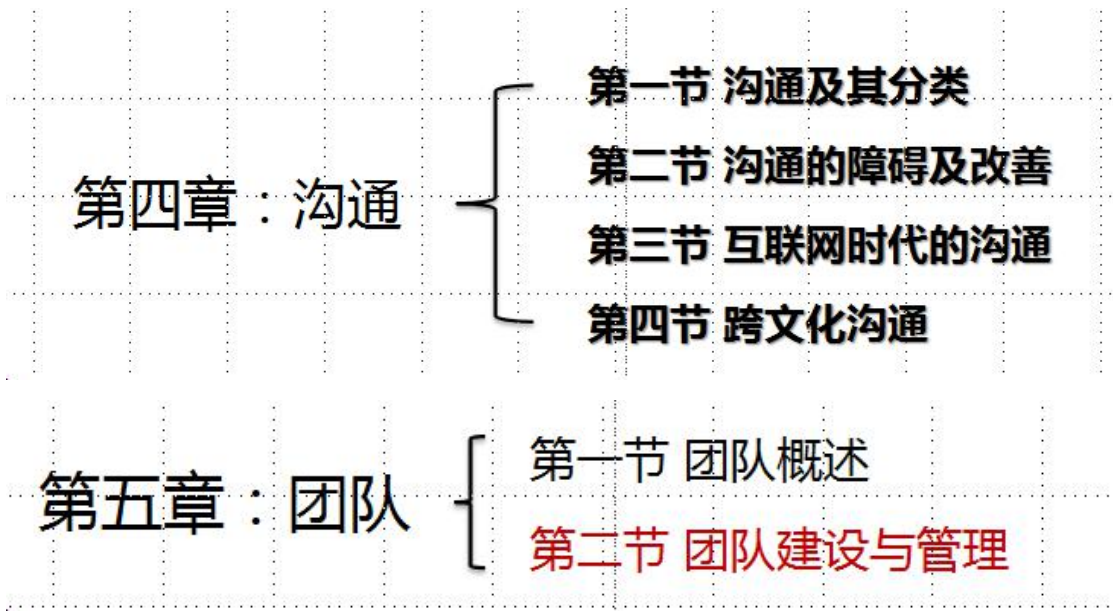 第四章：沟通
第一节 沟通及其分类
第二节 沟通的障碍及改善
第三节 互联网时代的沟通
第四节 跨文化沟通
第五章：团队
第一节 团队概述
第二节 团队建设与管理